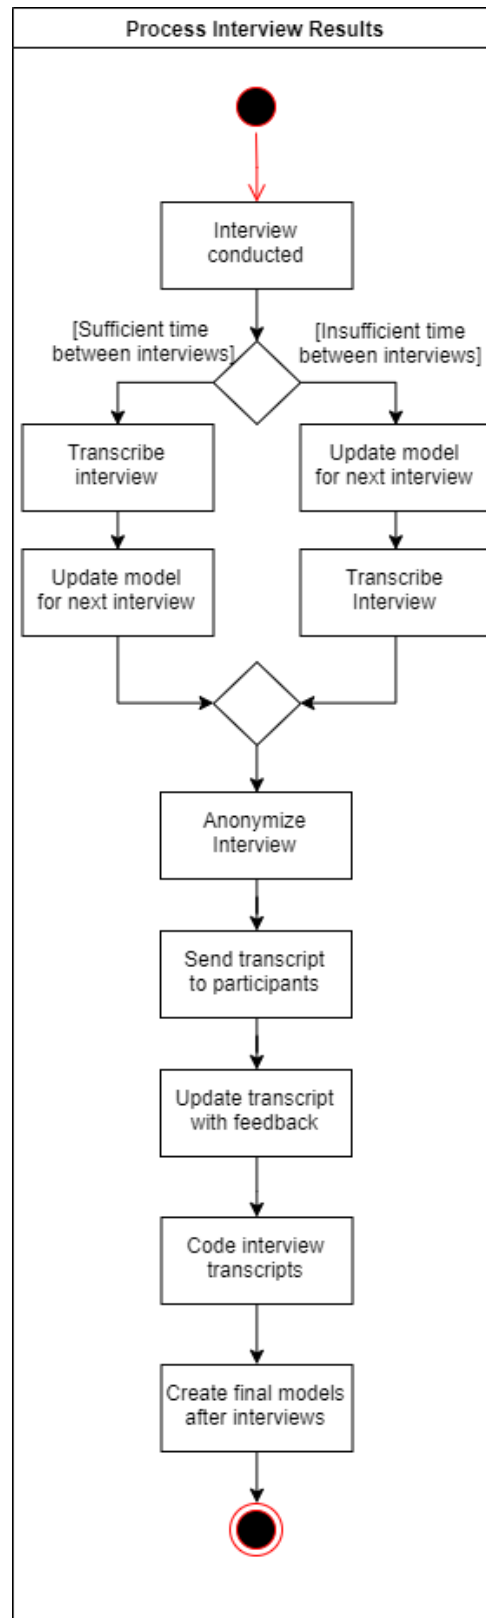 Process Interview Results
Interview
conducted
[Sufficient time
between interviews]
[Insufficient time
between interviews]
Transcribe
interview
Update model
for next interview
Update model
for next interview
Transcribe
Interview
Anonymize
Interview
Send transcript
to participants
Update transcript
with feedback
Code interview
transcripts
Create final models
after interviews